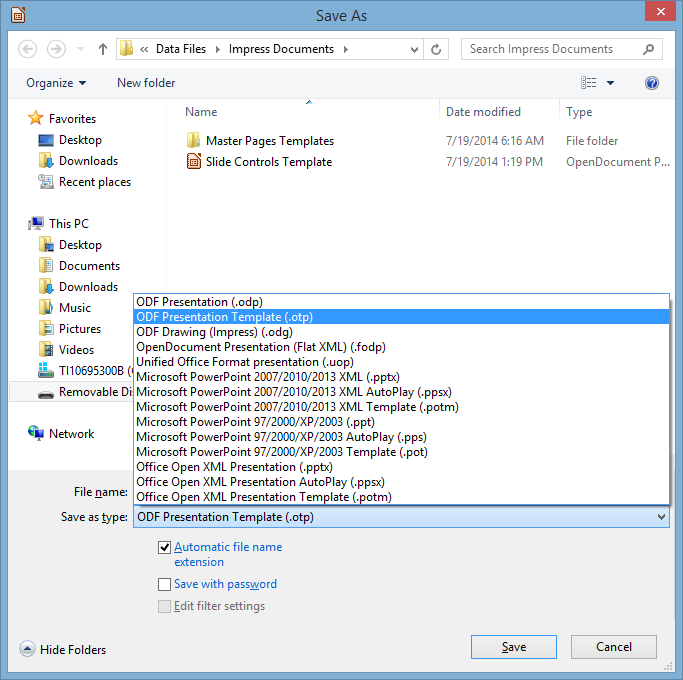 Save As
« Data Files Impress Documents
Search Impress Documents
Organize New folder
Name Date modified Type
Favorites
Desktop
Downloads
Recent places
This PC
Desktop
Documents
Downloads
Music
Pictures
Videos
TI10695300B (
Removable Di
Network
Master Pages Templates 7/19/2014 6:16 AM File folder
Slide Controls Template 7/19/2014 1:19 PM OpenDocument P...
ODF Presentation (.odp)
ODF Presentation Template (.otp)
ODF Drawing (Impress) (.odg)
OpenDocument Presentation (Flat XML) (.fodp)
Unified Office Format presentation (.uop)
Microsoft PowerPoint 2007/2010/2013 XML (.pptx)
Microsoft PowerPoint 2007/2010/2013 XML AutoPlay (.ppsx)
Microsoft PowerPoint 2007/2010/2013 XML Template (.potm)
Microsoft PowerPoint 97/2000/XP/2003 (.ppt)
Microsoft PowerPoint 97/2000/XP/2003 AutoPlay (.pps)
Microsoft PowerPoint 97/2000/XP/2003 Template (.pot)
Office Open XML Presentation (.pptx)
Office Open XML Presentation AutoPlay (.ppsx)
Office Open XML Presentation Template (.potm)
File name:
Save as type: ODF Presentation Template (.otp)
Automatic file name
extension
Save with password
Edit filter settings
Hide Folders
Save Cancel